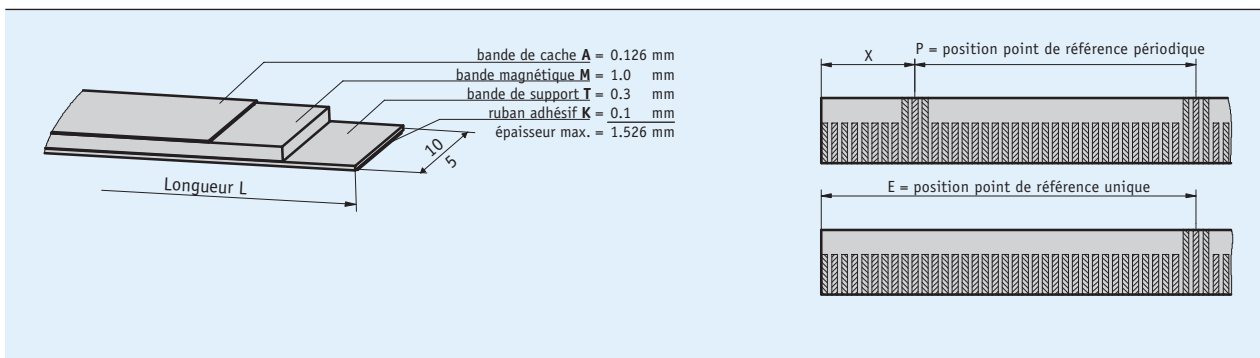 bande de cache A = 0.126 mm
bande magnétique M = 1.0 mm
bande de support T = 0.3 mm
ruban adhésif K = 0.1 mm
épaisseur max. = 1.526 mm
10
5
Longueur L
X
P = position point de référence périodique
E = position point de référence unique